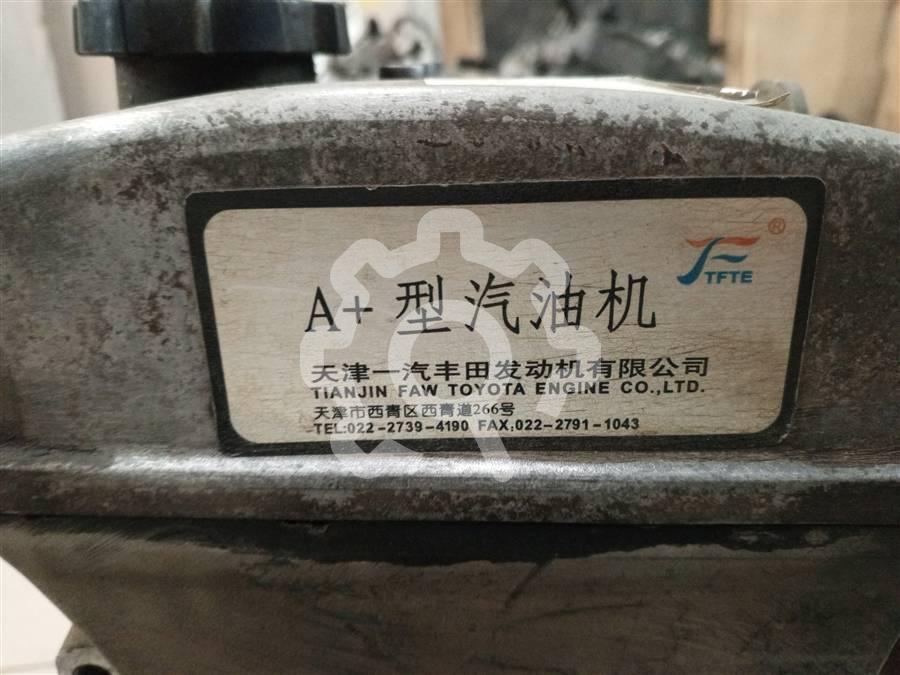 TFTE ®
A+ 型汽油机
天津一汽丰田发动机有限公司
TIANJIN FAW TOYOTA ENGINE CO.,LTD.
天津市西青区西青道266号
TEL:022-2739-4190 FAX,022-2791-1043